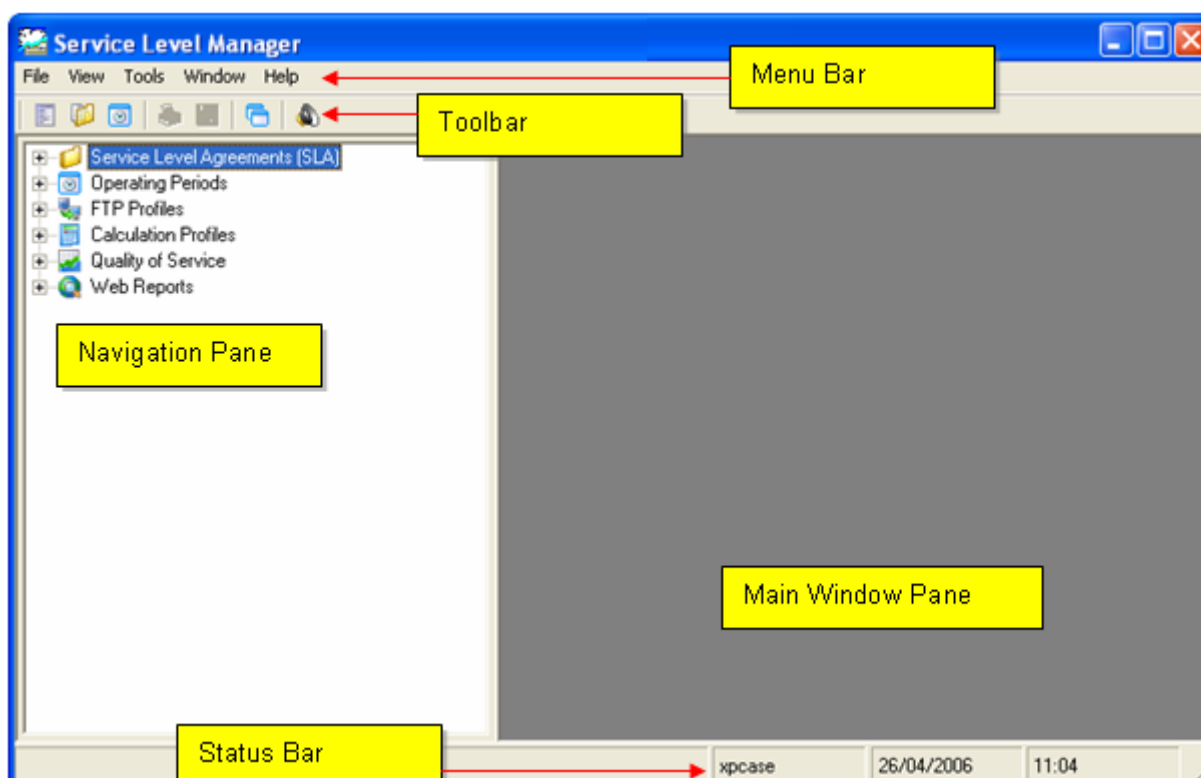 Service Level Manager
File View Tools Window Help
Menu Bar
Toolbar
Service Level Agreements (SLA)
Operating Periods
FTP Profiles
Calculation Profiles
Quality of Service
Web Reports
Navigation Pane
Main Window Pane
Status Bar
xpcase 26/04/2006 11:04